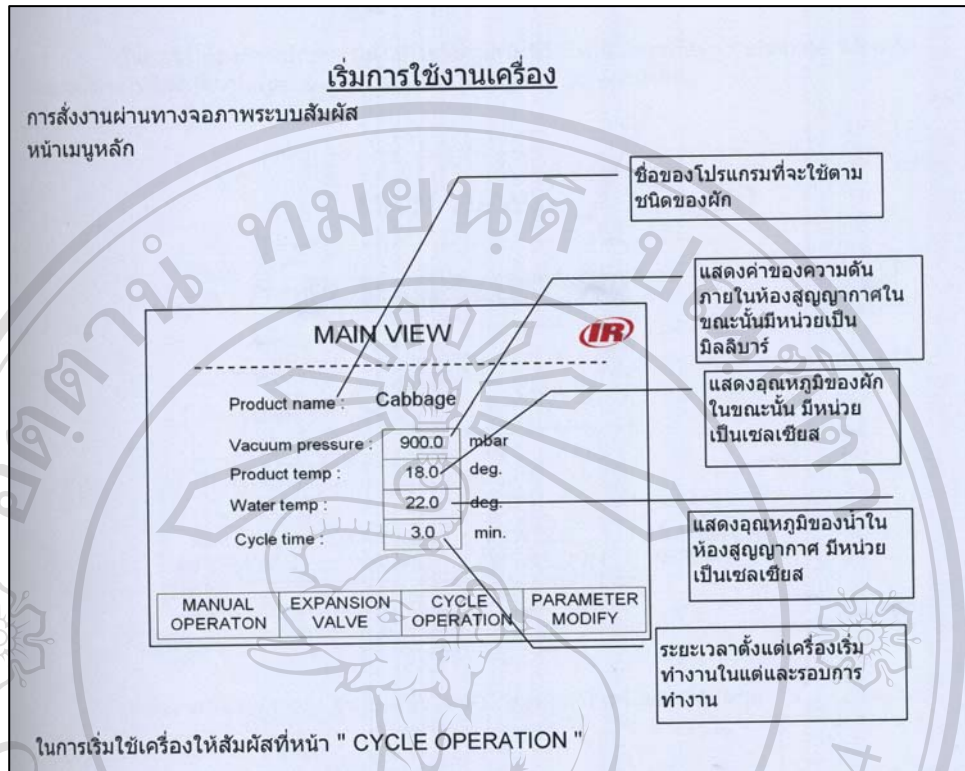 เริ่มการใช้งานเครื่อง
การสั่งงานผ่านทางจอภาพระบบสัมผัส
หน้าเมนูหลัก
ชื่อของโปรแกรมที่จะใช้ตาม
ชนิดของผัก
แสดงค่าของความดัน
ภายในห้องสูญญากาศใน
ขณะนั้นมีหน่วยเป็น
มิลลิบาร์
แสดงอุณหภูมิของผัก
ในขณะนั้น มีหน่วย
เป็นเซลเซียส
แสดงอุณหภูมิของน้ำใน
ห้องสูญญากาศ มีหน่วย
เป็นเซลเซียส
ระยะเวลาตั้งแต่เครื่องเริ่ม
ทำงานในแต่และรอบการ
ทำงาน
MAIN VIEW
IR
Product name : Cabbage
Vacuum pressure : 900.0 mbar
Product temp : 18.0 deg.
Water temp : 22.0 deg.
Cycle time : 3.0 min.
MANUAL OPERATON
EXPANSION VALVE
CYCLE OPERATION
PARAMETER MODIFY
ในการเริ่มใช้เครื่องให้สัมผัสที่หน้า " CYCLE OPERATION "